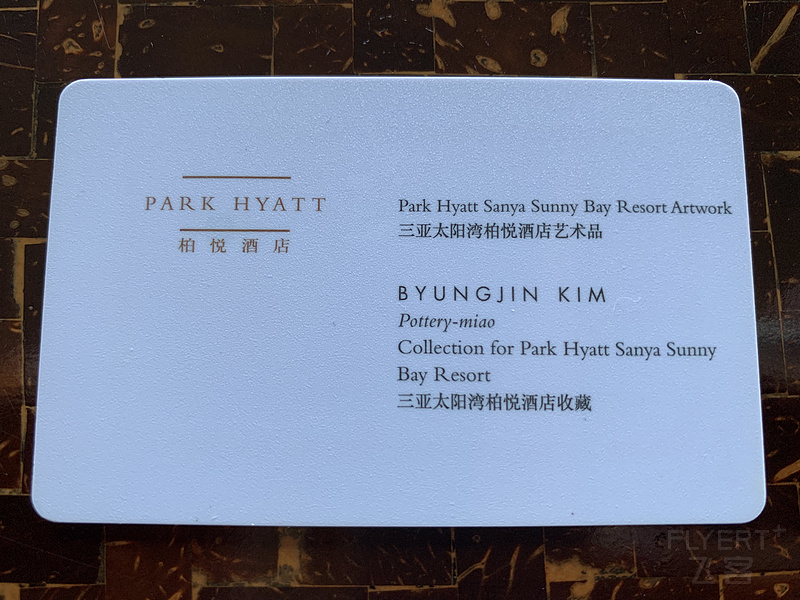 PARK HYATT
柏悦酒店
Park Hyatt Sanya Sunny Bay Resort Artwork
三亚太阳湾柏悦酒店艺术品
BYUNGJIN KIM
Pottery-miao
Collection for Park Hyatt Sanya Sunny
Bay Resort
三亚太阳湾柏悦酒店收藏
FLYERT+
飞客